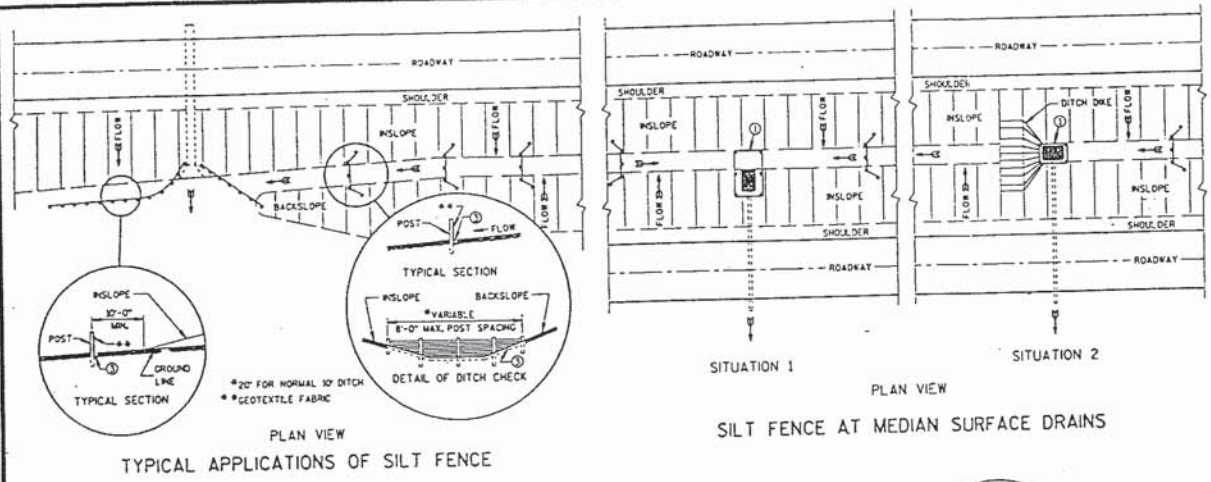 ROADWAY
SHOULDER
FLOW
INSLOPE
FLOW
BACKSLOPE
FLOW
INSLOPE
10'-0"
MIN.
POST
**
③
GROUND
LINE
TYPICAL SECTION
**
POST
③
FLOW
TYPICAL SECTION
INSLOPE
BACKSLOPE
*VARIABLE
8'-0" MAX. POST SPACING
③
DETAIL OF DITCH CHECK
*20' FOR NORMAL 10' DITCH
**GEOTEXTILE FABRIC
PLAN VIEW
TYPICAL APPLICATIONS OF SILT FENCE
ROADWAY
SHOULDER
INSLOPE
①
FLOW
FLOW
INSLOPE
SHOULDER
ROADWAY
SITUATION 1
ROADWAY
SHOULDER
DITCH DIKE
INSLOPE
①
FLOW
FLOW
INSLOPE
SHOULDER
ROADWAY
SITUATION 2
PLAN VIEW
SILT FENCE AT MEDIAN SURFACE DRAINS